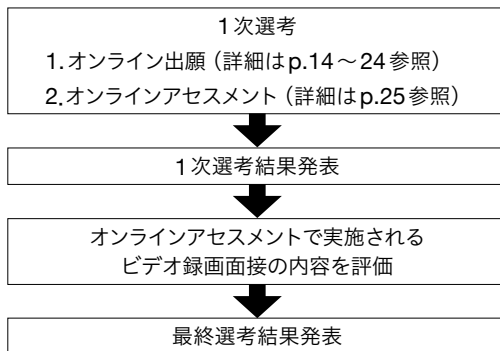 1次選考
1.オンライン出願（詳細はp.14～24参照）
2.オンラインアセスメント（詳細はp.25参照）
1次選考結果発表
オンラインアセスメントで実施される
ビデオ録画面接の内容を評価
最終選考結果発表